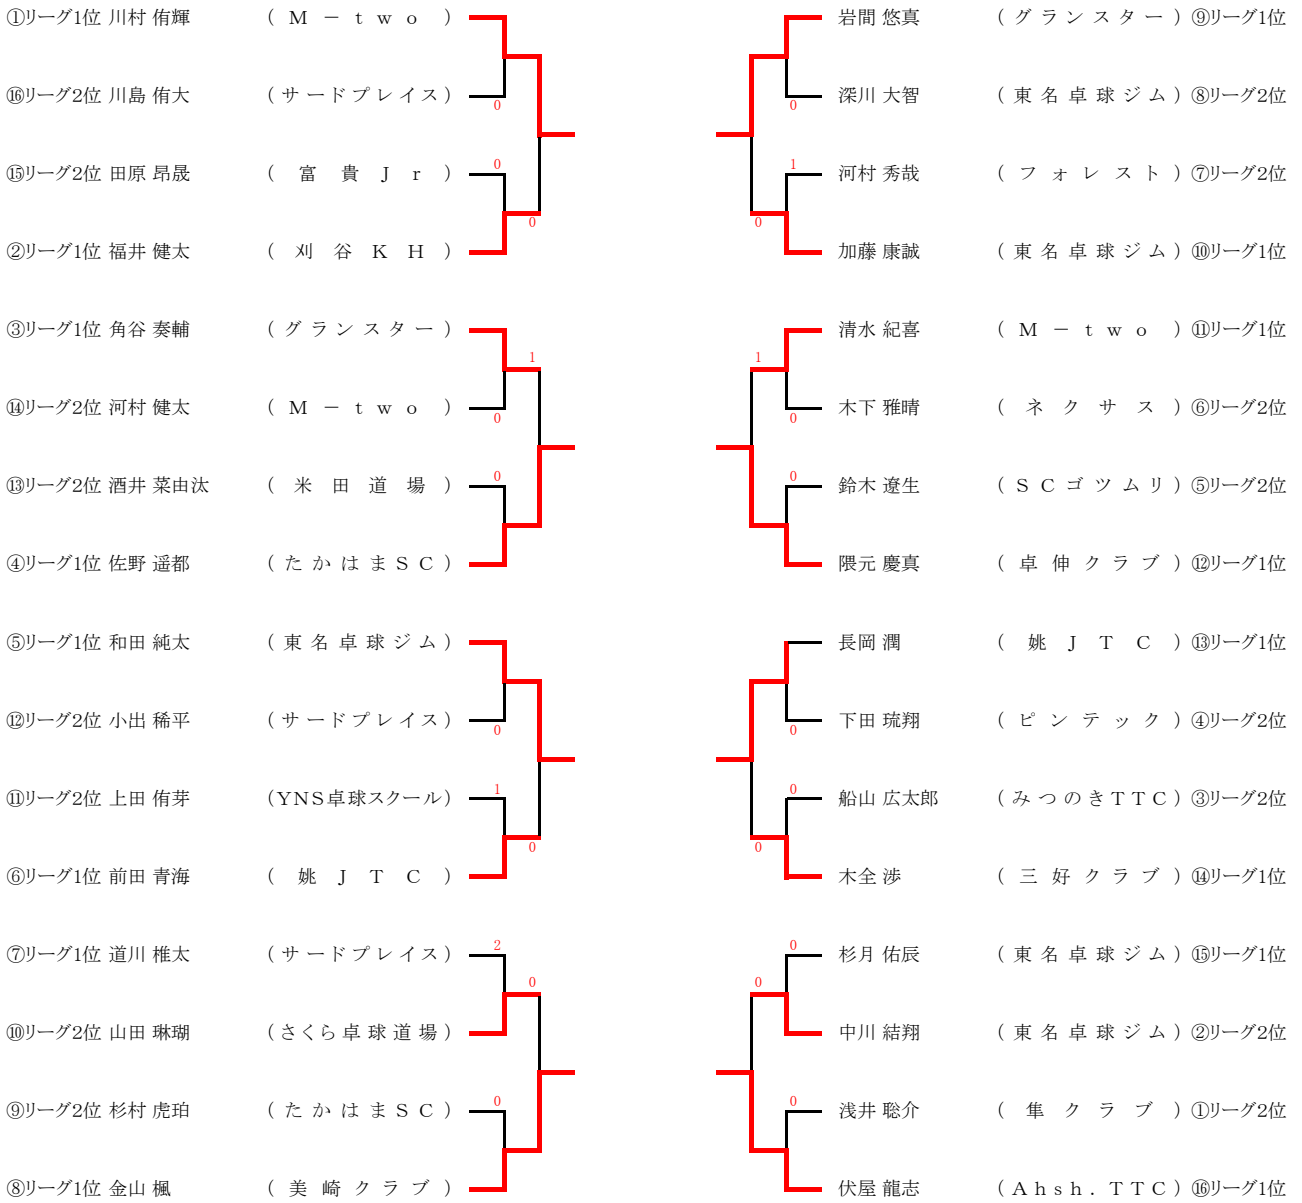 ①リーグ1位 川村 侑輝 (M－two) 岩間 悠真 (グランスター) ⑨リーグ1位
⑯リーグ2位 川島 侑大 (サードプレイス) 0 0 深川 大智 (東名卓球ジム) ⑧リーグ2位
⑮リーグ2位 田原 昂晟 (富貴Jr) 0 1 河村 秀哉 (フォレスト) ⑦リーグ2位
0 0
②リーグ1位 福井 健太 (刈谷KH) 加藤 康誠 (東名卓球ジム) ⑩リーグ1位
③リーグ1位 角谷 奏輔 (グランスター) 清水 紀喜 (M－two) ⑪リーグ1位
1 1
⑭リーグ2位 河村 健太 (M－two) 0 0 木下 雅晴 (ネクサス) ⑥リーグ2位
⑬リーグ2位 酒井 菜由汰 (米田道場) 0 0 鈴木 遼生 (SCゴツムリ) ⑤リーグ2位
④リーグ1位 佐野 遥都 (たかはまSC) 隈元 慶真 (卓伸クラブ) ⑫リーグ1位
⑤リーグ1位 和田 純太 (東名卓球ジム) 長岡 潤 (姚JTC) ⑬リーグ1位
⑫リーグ2位 小出 稀平 (サードプレイス) 0 0 下田 琉翔 (ピンテック) ④リーグ2位
⑪リーグ2位 上田 侑芽 (YNS卓球スクール) 1 0 船山 広太郎 (みつのきTTC) ③リーグ2位
0 0
⑥リーグ1位 前田 青海 (姚JTC) 木全 渉 (三好クラブ) ⑭リーグ1位
⑦リーグ1位 道川 椎太 (サードプレイス) 2 0 杉月 佑辰 (東名卓球ジム) ⑮リーグ1位
0 0
⑩リーグ2位 山田 琳瑚 (さくら卓球道場) 中川 結翔 (東名卓球ジム) ②リーグ2位
⑨リーグ2位 杉村 虎珀 (たかはまSC) 0 0 浅井 聡介 (隼クラブ) ①リーグ2位
⑧リーグ1位 金山 楓 (美崎クラブ) 伏屋 龍志 (Ahsh．TTC) ⑯リーグ1位